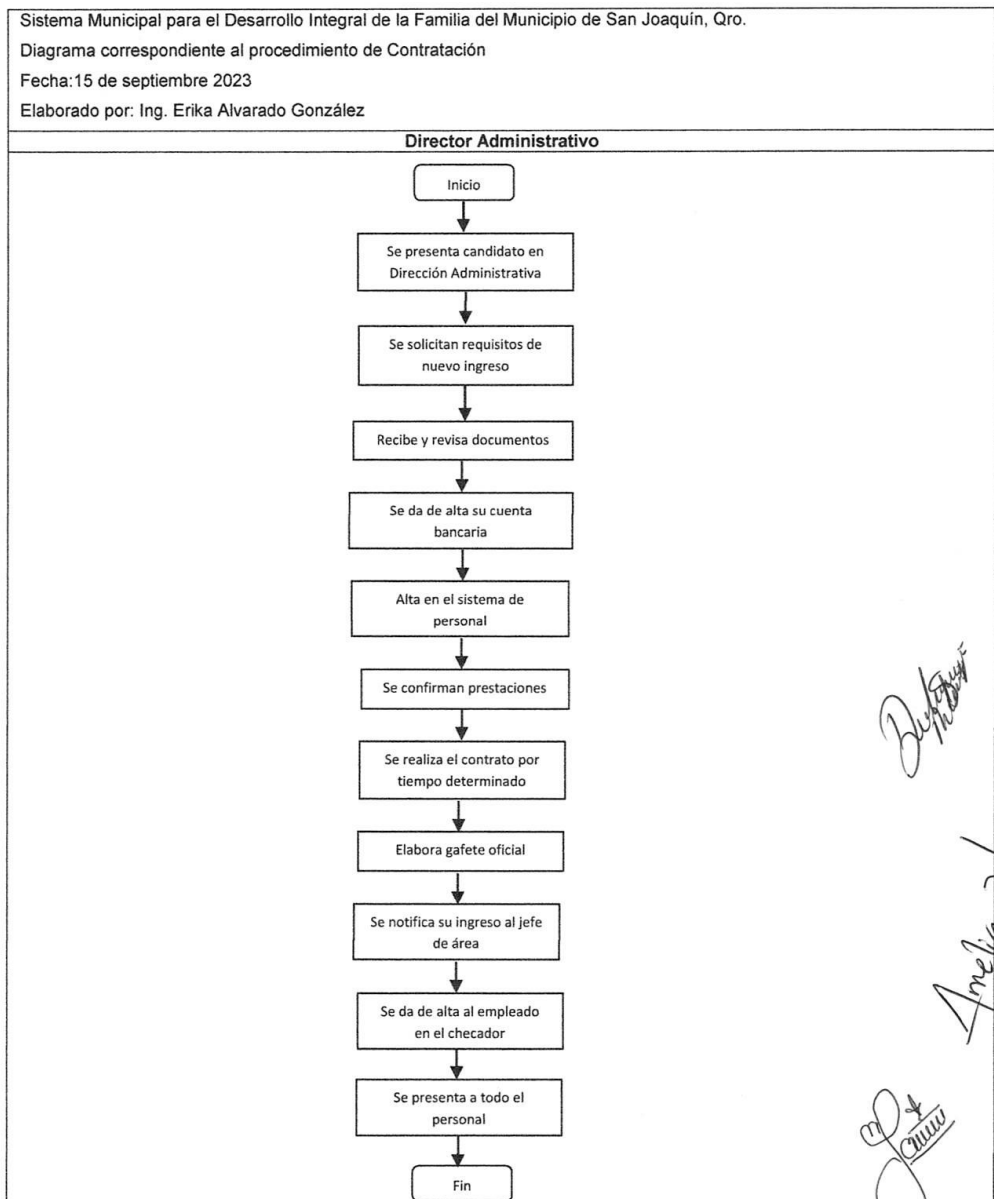 Sistema Municipal para el Desarrollo Integral de la Familia del Municipio de San Joaquín, Qro.
Diagrama correspondiente al procedimiento de Contratación
Fecha:15 de septiembre 2023
Elaborado por: Ing. Erika Alvarado González
Director Administrativo
Inicio
Se presenta candidato en
Dirección Administrativa
Se solicitan requisitos de
nuevo ingreso
Recibe y revisa documentos
Se da de alta su cuenta
bancaria
Alta en el sistema de
personal
Se confirman prestaciones
Se realiza el contrato por
tiempo determinado
Elabora gafete oficial
Se notifica su ingreso al jefe
de área
Se da de alta al empleado
en el checador
Se presenta a todo el
personal
Fin